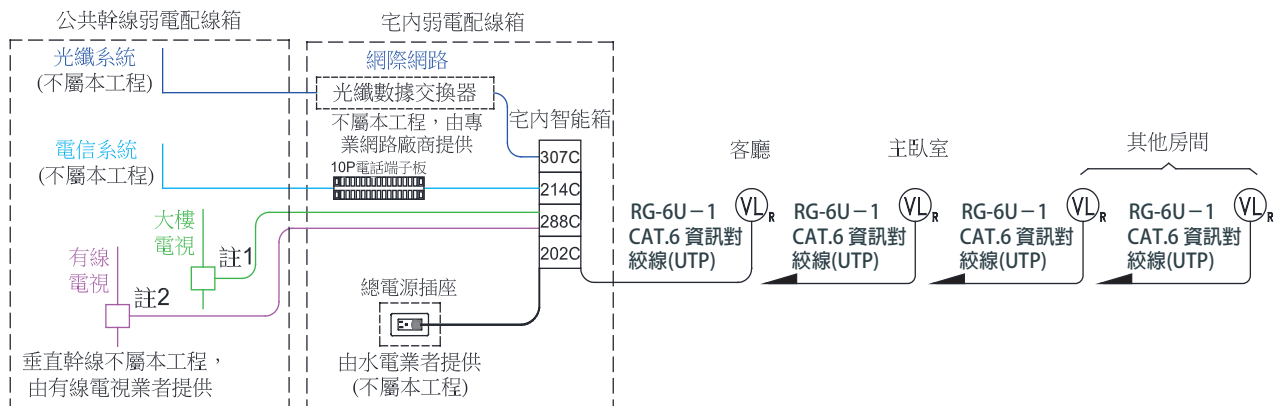 公共幹線弱電配線箱
光纖系統
(不屬本工程)
電信系統
(不屬本工程)
大樓
電視
註1
有線
電視
註2
垂直幹線不屬本工程，
由有線電視業者提供
宅內弱電配線箱
網際網路
光纖數據交換器
不屬本工程，由專
業網路廠商提供
10P電話端子板
宅內智能箱
307C
214C
288C
202C
總電源插座
由水電業者提供
(不屬本工程)
客廳
RG-6U－1
CAT.6 資訊對
絞線(UTP)
VL R
主臥室
RG-6U－1
CAT.6 資訊對
絞線(UTP)
VL R
其他房間
RG-6U－1
CAT.6 資訊對
絞線(UTP)
VL R
RG-6U－1
CAT.6 資訊對
絞線(UTP)
VL R